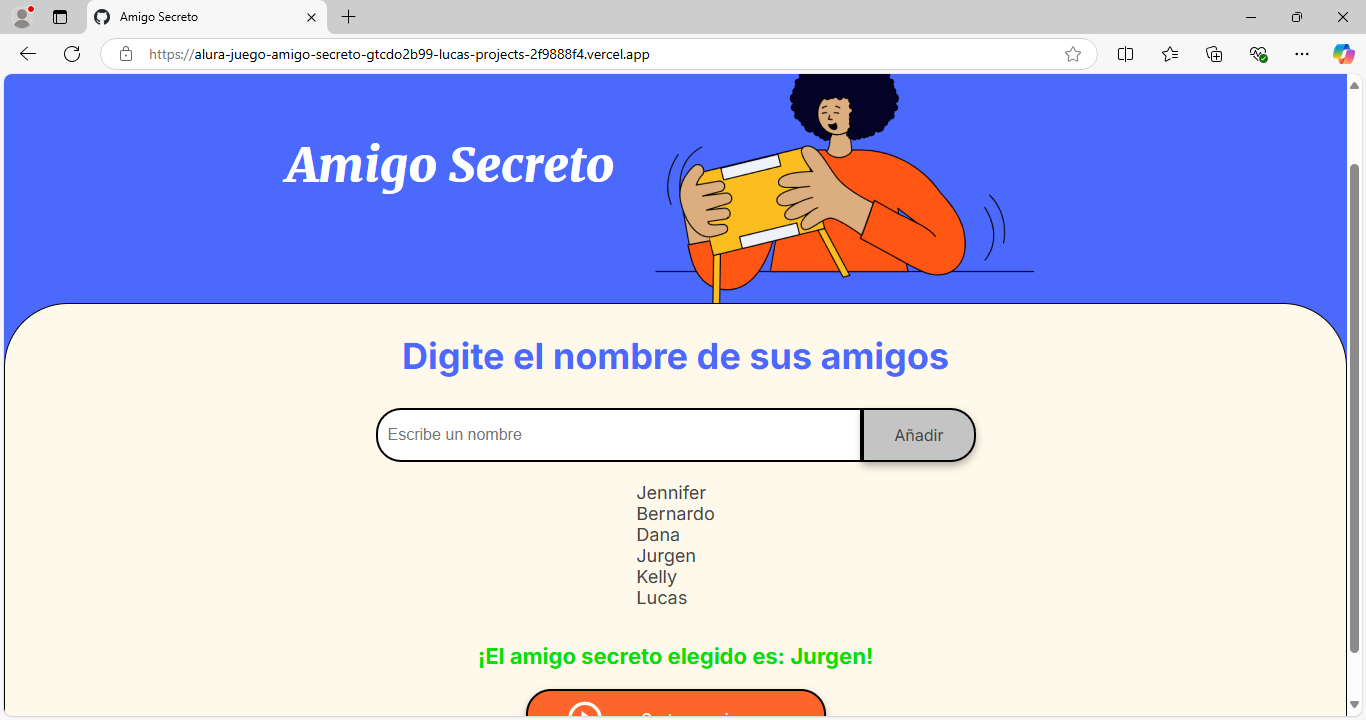 Amigo Secreto
https://alura-juego-amigo-secreto-gtcdo2b99-lucas-projects-2f9888f4.vercel.app
Amigo Secreto
Digite el nombre de sus amigos
Escribe un nombre
Añadir
Jennifer
Bernardo
Dana
Jurgen
Kelly
Lucas
¡El amigo secreto elegido es: Jurgen!